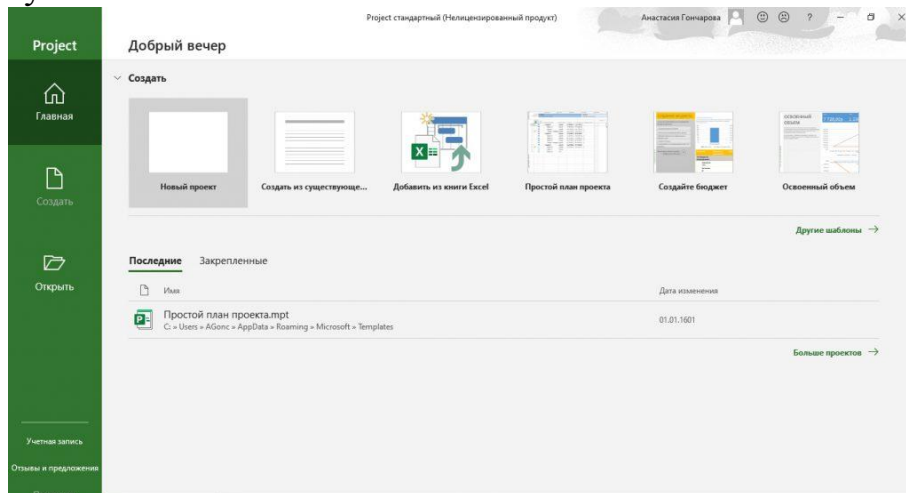 Project стандартный (Нелицензированный продукт)
Анастасия Гончарова
?
Project
Добрый вечер
Главная
Создать
Открыть
Учетная запись
Отзывы и предложения
Создать
Новый проект
Создать из существующе...
Добавить из книги Excel
Простой план проекта
Создайте бюджет
Освоенный объем
Другие шаблоны
Последние Закрепленные
Имя
Дата изменения
Простой план проекта.mpt
C: » Users » AGonc » AppData » Roaming » Microsoft » Templates
01.01.1601
Больше проектов